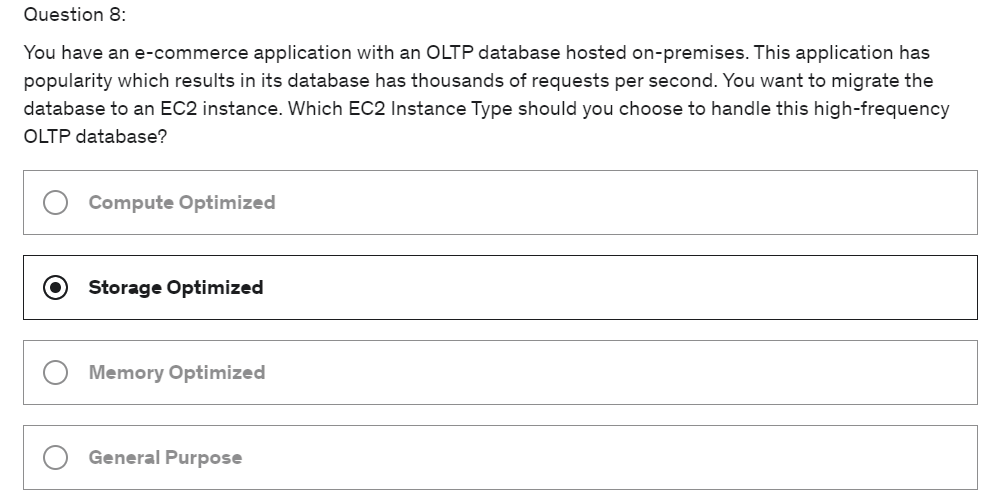 Question 8:
You have an e-commerce application with an OLTP database hosted on-premises. This application has
popularity which results in its database has thousands of requests per second. You want to migrate the
database to an EC2 instance. Which EC2 Instance Type should you choose to handle this high-frequency
OLTP database?
Compute Optimized
Storage Optimized
Memory Optimized
General Purpose